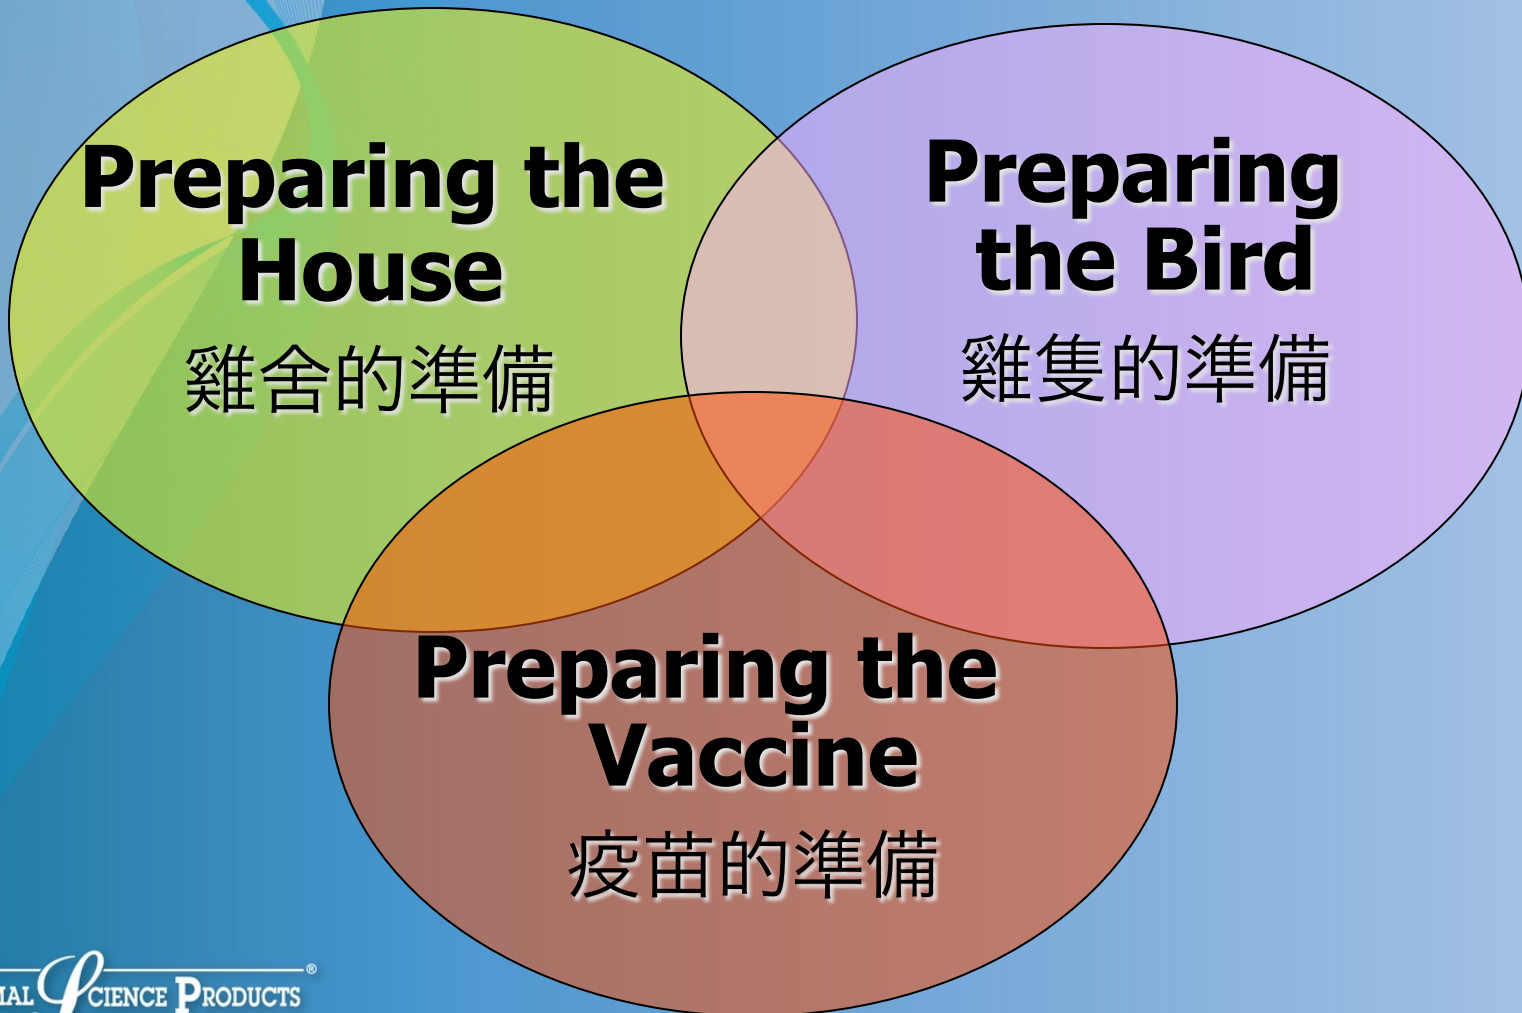 Preparing the
House
雞舍的準備
Preparing
the Bird
雞隻的準備
Preparing the
Vaccine
疫苗的準備
SCIENCE PRODUCTS®